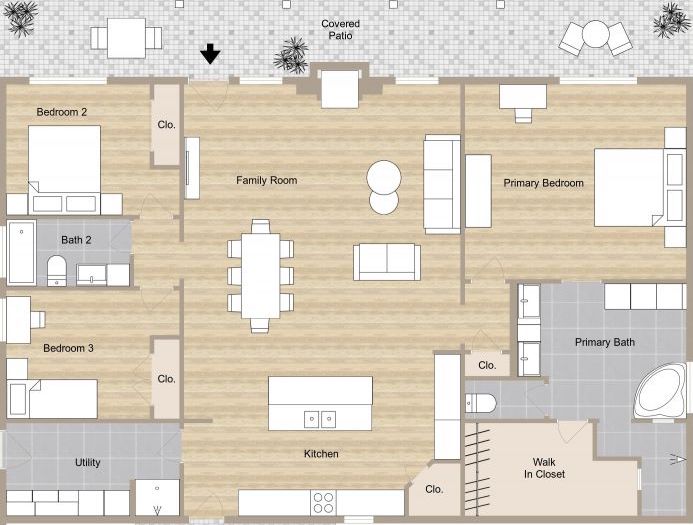 Covered
Patio
Bedroom 2
Clo.
Family Room
Primary Bedroom
Bath 2
Bedroom 3
Clo.
Primary Bath
Clo.
Kitchen
Utility
Walk
In Closet
Clo.